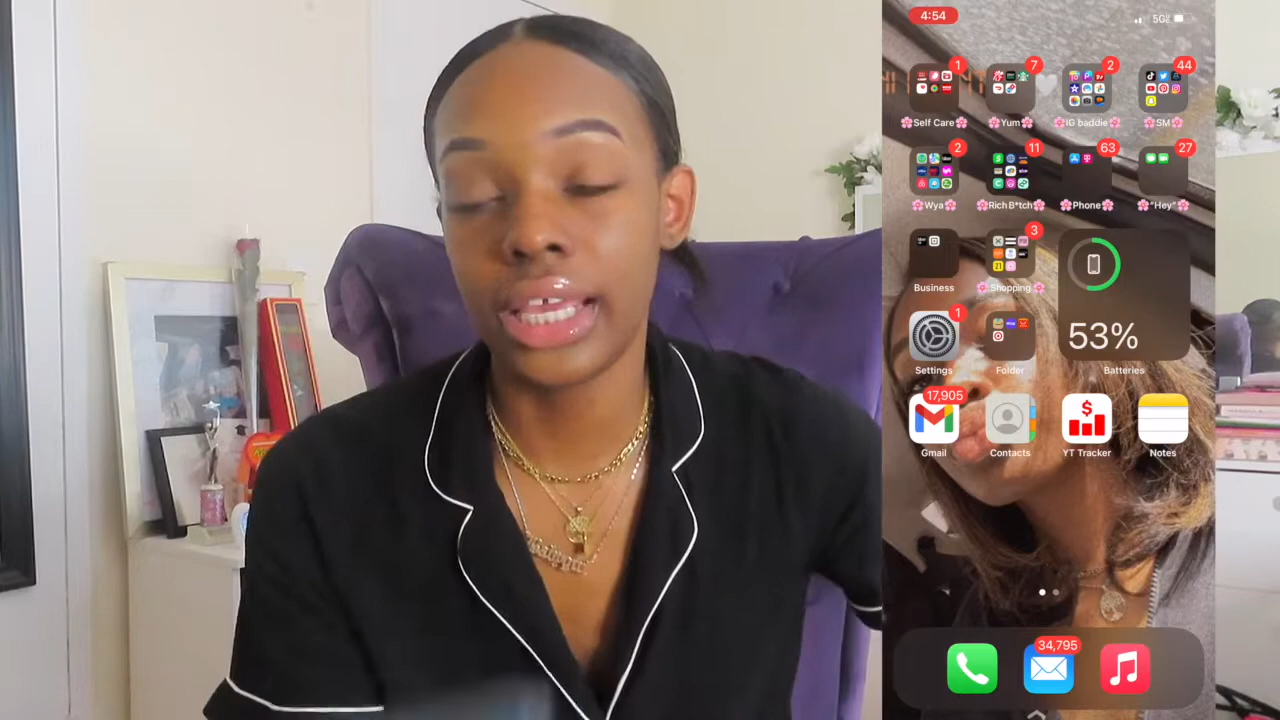 4:54
5G
1
7
2
44
🌸Self Care🌸
🌸Yum🌸
🌸IG baddie🌸
🌸SM🌸
2
11
63
27
🌸Wya🌸
🌸Rich B*tch🌸
🌸Phone🌸
🌸"Hey"🌸
3
Business
🌸Shopping🌸
53%
1
Settings
Folder
Batteries
17,905
$
Gmail
Contacts
YT Tracker
Notes
34,795